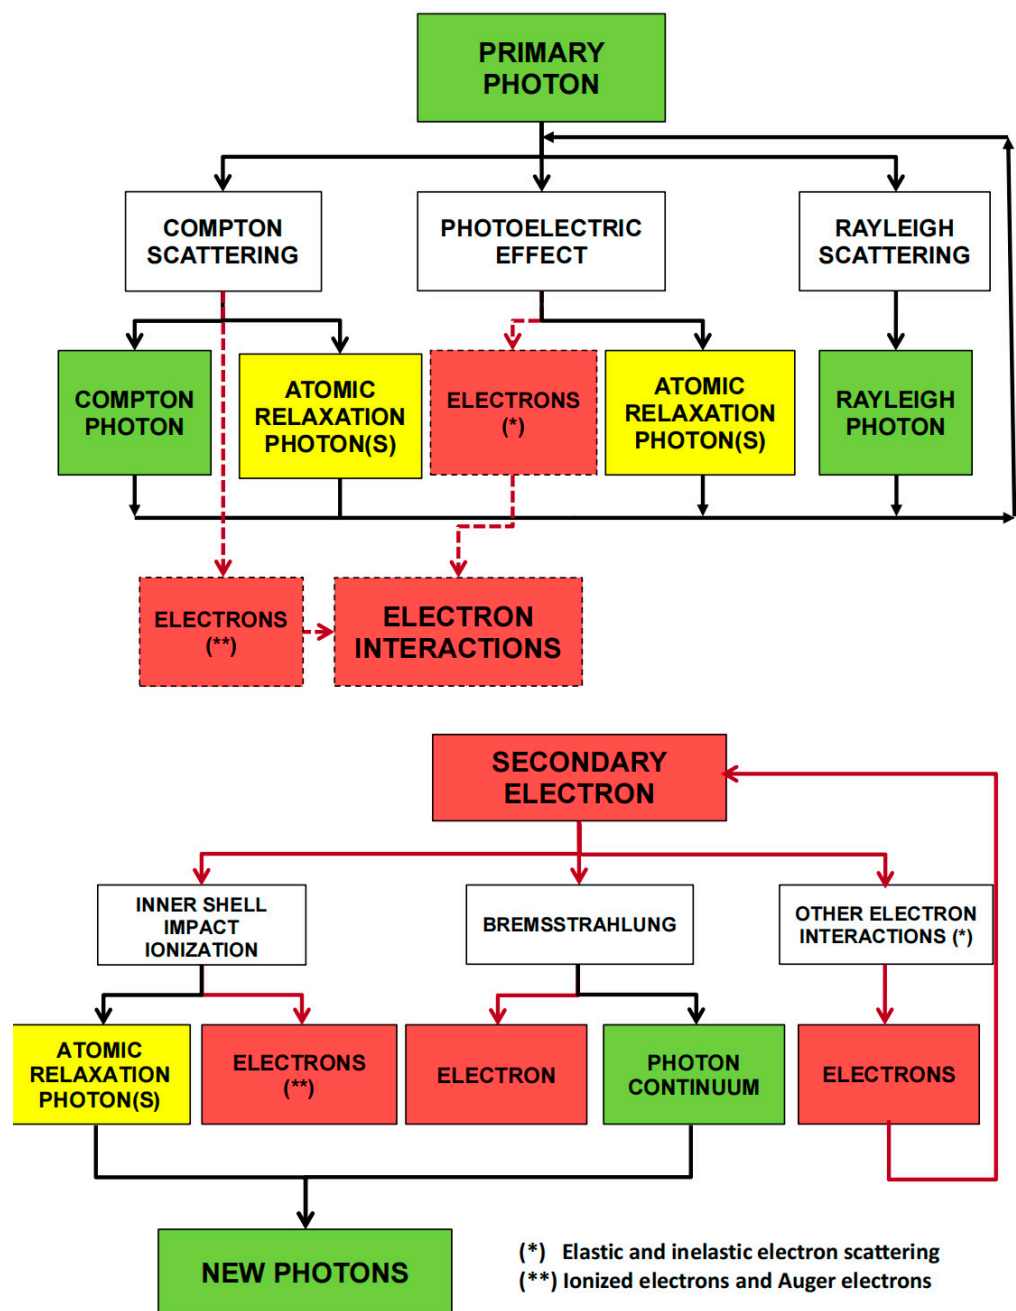 PRIMARY
PHOTON
COMPTON
SCATTERING
PHOTOELECTRIC
EFFECT
RAYLEIGH
SCATTERING
COMPTON
PHOTON
ATOMIC
RELAXATION
PHOTON(S)
ELECTRONS
(*)
ATOMIC
RELAXATION
PHOTON(S)
RAYLEIGH
PHOTON
ELECTRONS
(**)
ELECTRON
INTERACTIONS
SECONDARY
ELECTRON
INNER SHELL
IMPACT
IONIZATION
BREMSSTRAHLUNG
OTHER ELECTRON
INTERACTIONS (*)
ATOMIC
RELAXATION
PHOTON(S)
ELECTRONS
(**)
ELECTRON
PHOTON
CONTINUUM
ELECTRONS
NEW PHOTONS
(*) Elastic and inelastic electron scattering
(**) Ionized electrons and Auger electrons